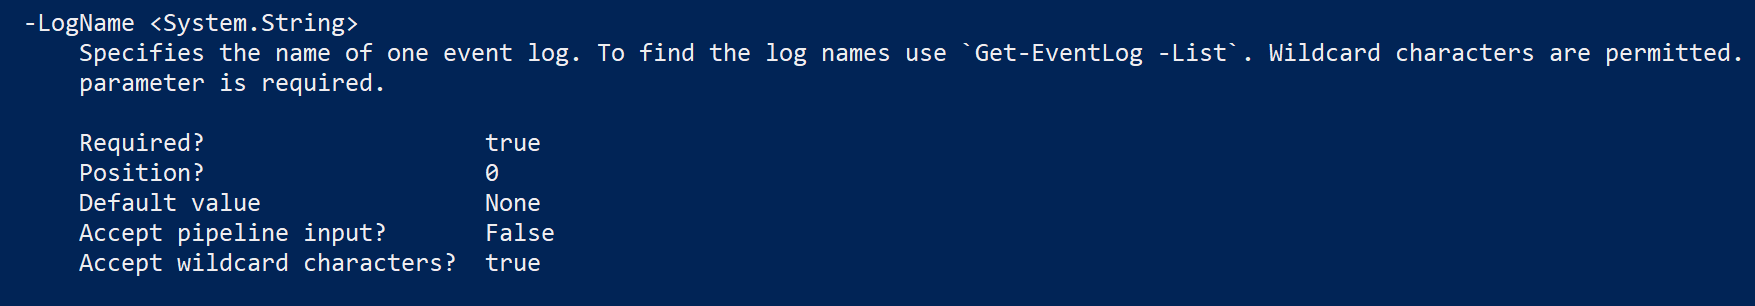 -LogName <System.String>
Specifies the name of one event log. To find the log names use `Get-EventLog -List`. Wildcard characters are permitted.
parameter is required.
Required? true
Position? 0
Default value None
Accept pipeline input? False
Accept wildcard characters? true